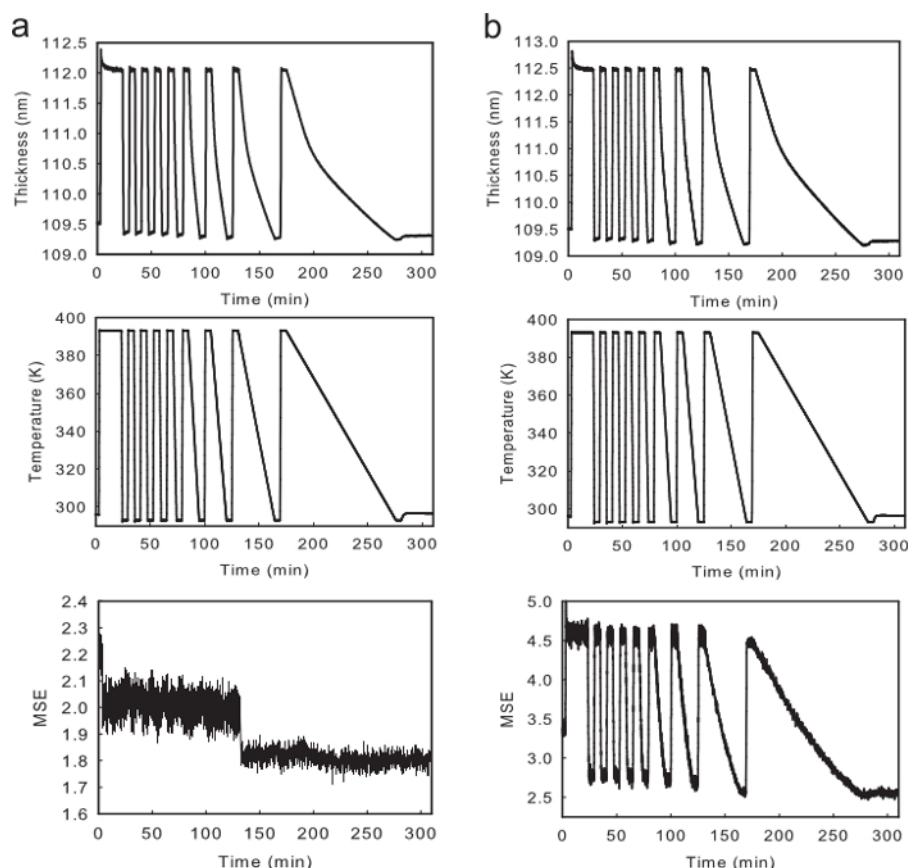 a
112.5
112.0
111.5
111.0
110.5
110.0
109.5
109.0
Thickness (nm)
0 50 100 150 200 250 300
Time (min)
400
380
360
340
320
300
Temperature (K)
0 50 100 150 200 250 300
Time (min)
2.4
2.3
2.2
2.1
2.0
1.9
1.8
1.7
1.6
MSE
0 50 100 150 200 250 300
Time (min)
b
113.0
112.5
112.0
111.5
111.0
110.5
110.0
109.5
109.0
Thickness (nm)
0 50 100 150 200 250 300
Time (min)
400
380
360
340
320
300
Temperature (K)
0 50 100 150 200 250 300
Time (min)
5.0
4.5
4.0
3.5
3.0
2.5
MSE
0 50 100 150 200 250 300
Time (min)